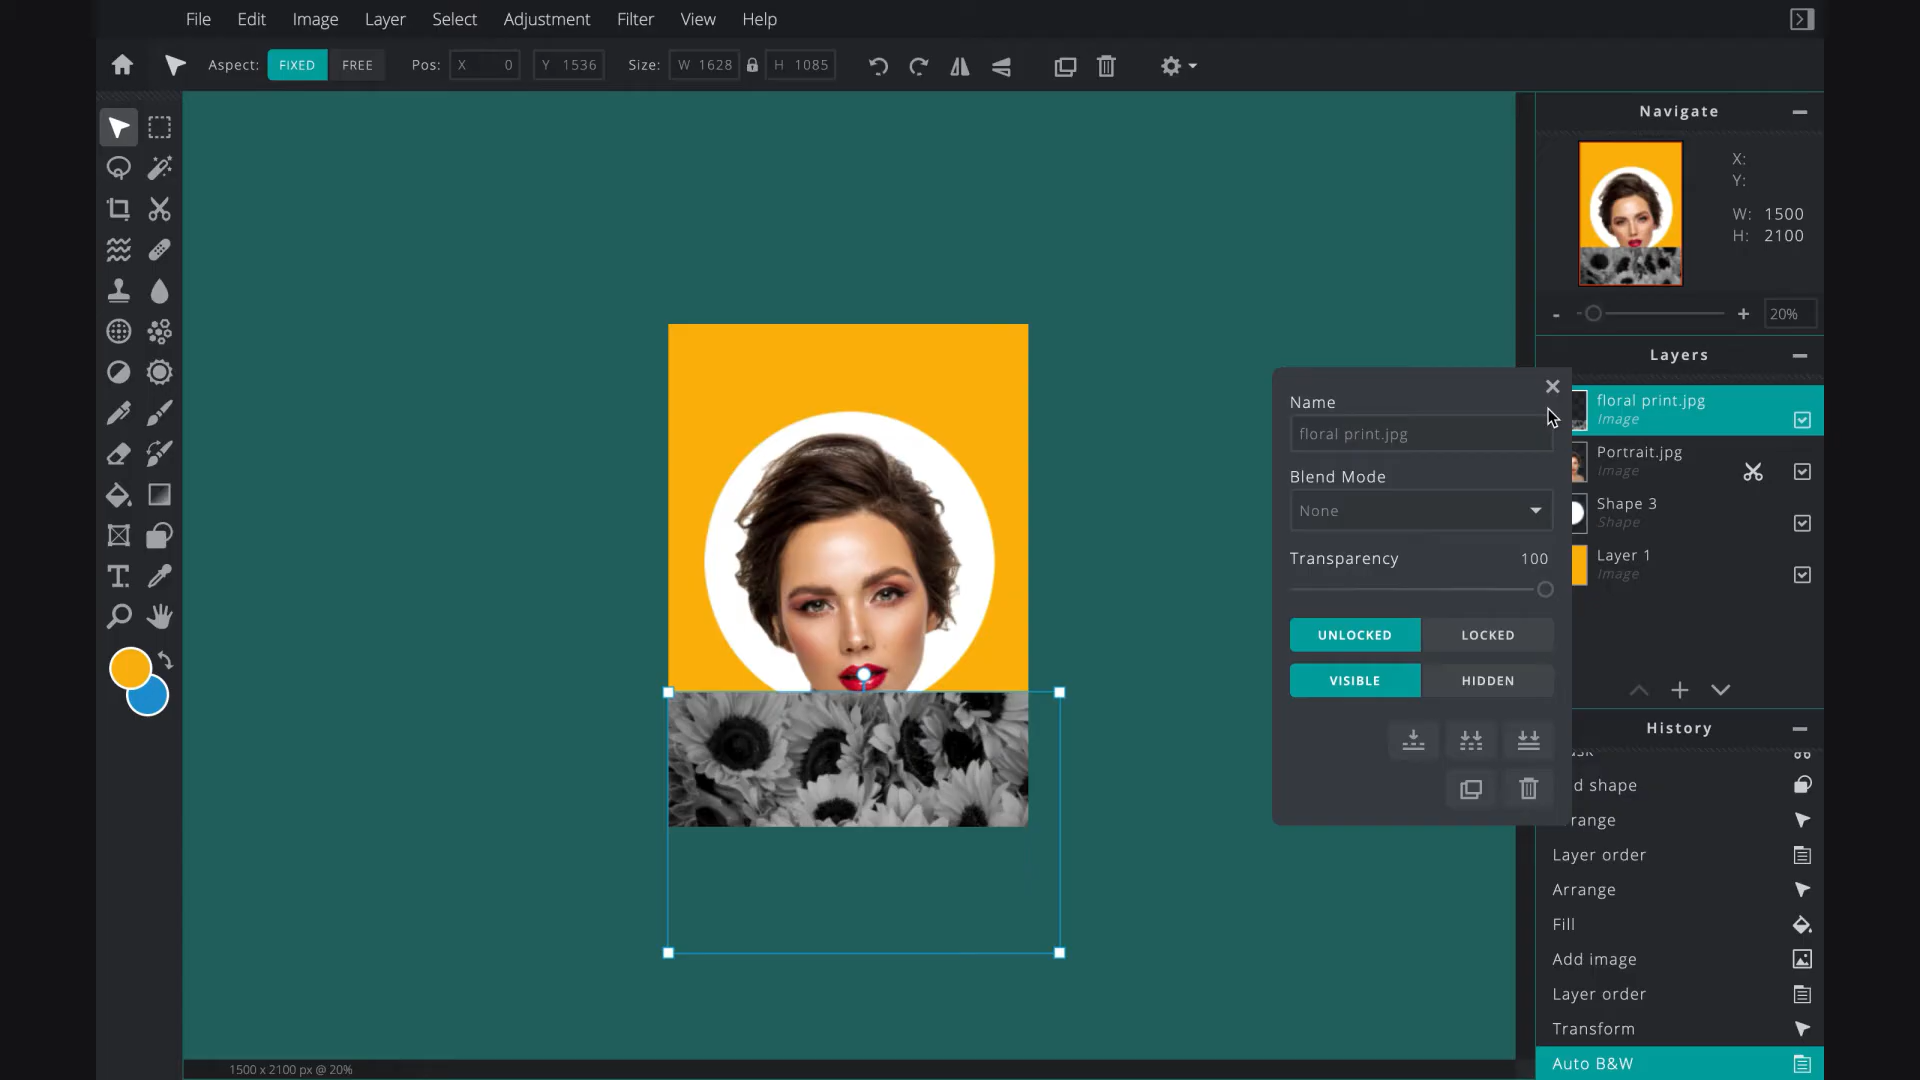 File Edit Image Layer Select Adjustment Filter View Help
Aspect: FIXED FREE Pos: X 0 Y 1536 Size: W 1628 H 1085
Navigate
X:
Y:
W: 1500
H: 2100
- + 20%
Layers
floral print.jpg
Image
Portrait.jpg
Image
Shape 3
Shape
Layer 1
Image
Name
floral print.jpg
Blend Mode
None
Transparency 100
UNLOCKED LOCKED
VISIBLE HIDDEN
History
d shape
range
Layer order
Arrange
Fill
Add image
Layer order
Transform
Auto B&W
1500 x 2100 px @ 20%